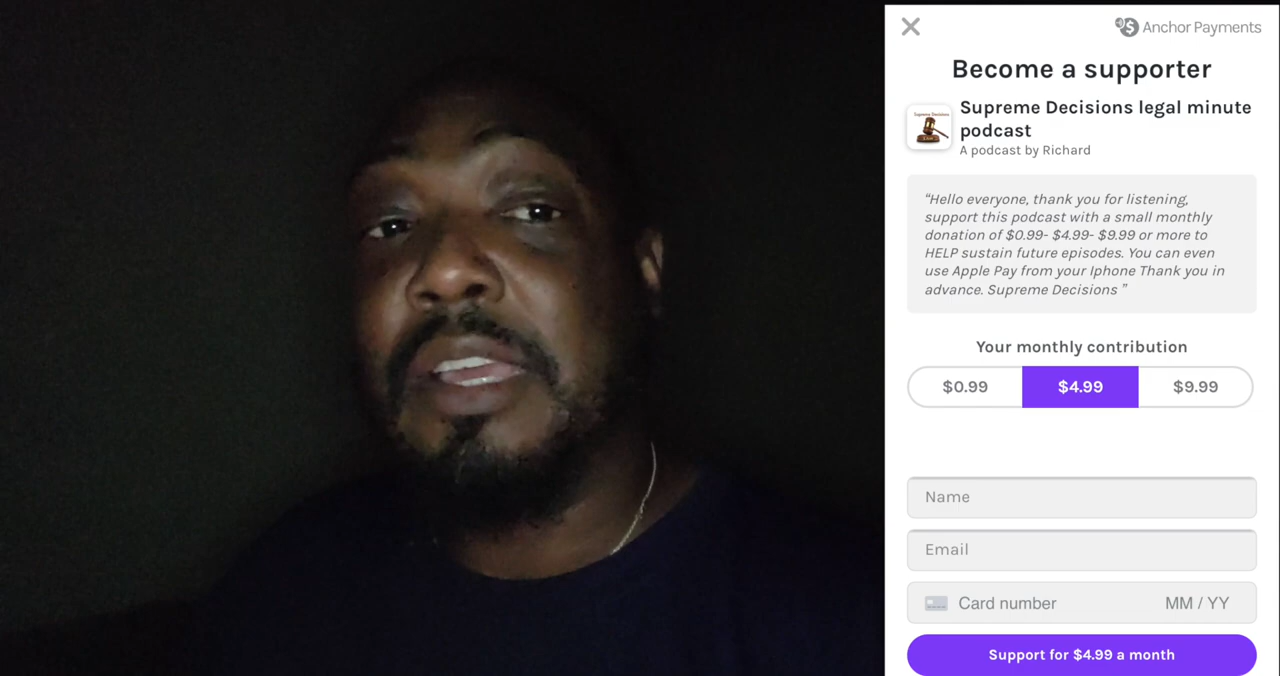 Anchor Payments
Become a supporter
Supreme Decisions
Supreme Decisions legal minute
podcast
A podcast by Richard
“Hello everyone, thank you for listening,
support this podcast with a small monthly
donation of $0.99- $4.99- $9.99 or more to
HELP sustain future episodes. You can even
use Apple Pay from your Iphone Thank you in
advance. Supreme Decisions ”
Your monthly contribution
$0.99 $4.99 $9.99
Name
Email
Card number MM / YY
Support for $4.99 a month